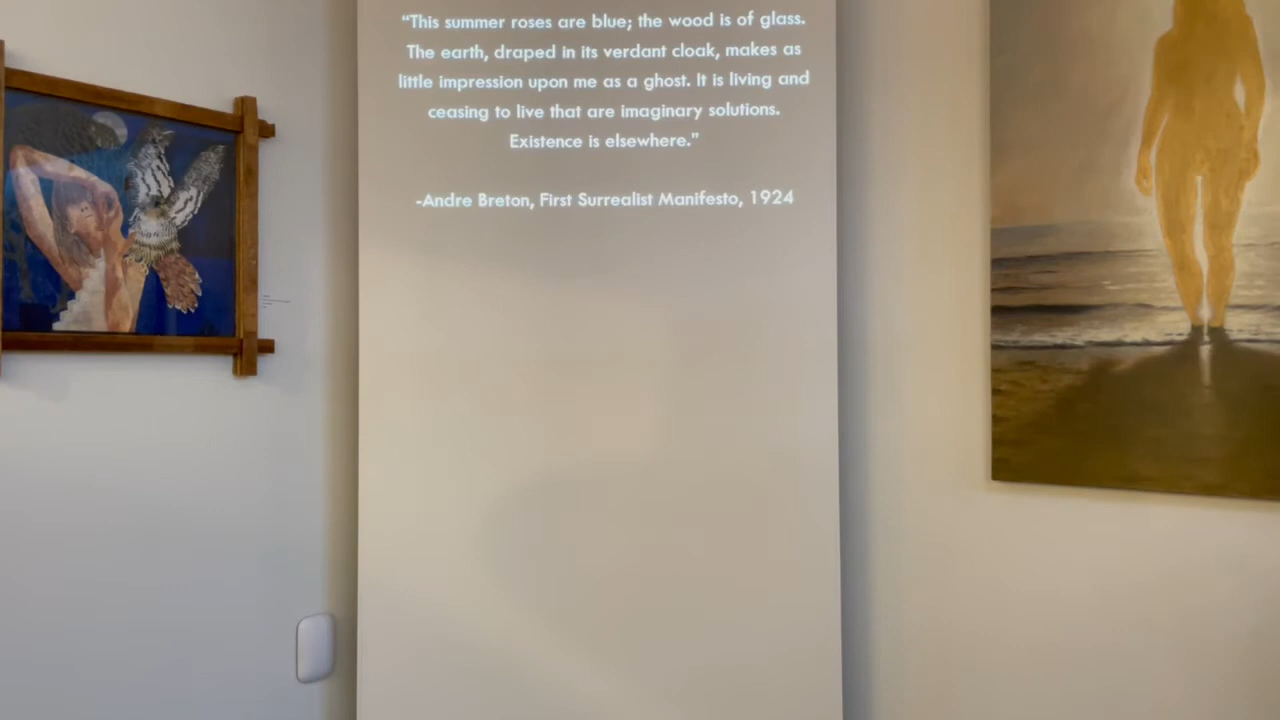 “This summer roses are blue; the wood is of glass.
The earth, draped in its verdant cloak, makes as
little impression upon me as a ghost. It is living and
ceasing to live that are imaginary solutions.
Existence is elsewhere.”
-Andre Breton, First Surrealist Manifesto, 1924